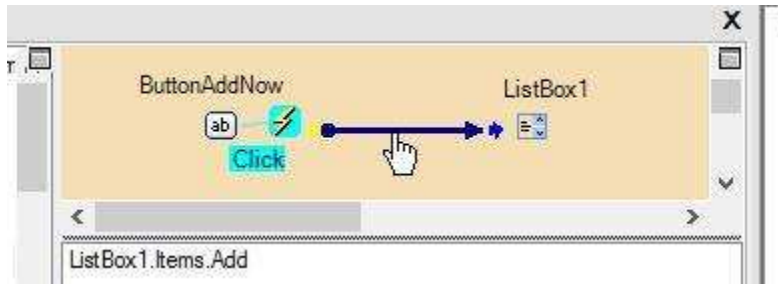 X
ButtonAddNow
ListBox1
ab
Click
ListBox1.Items.Add